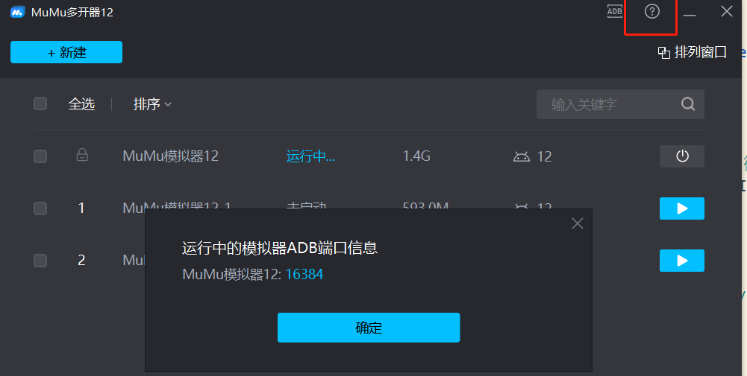 MuMu多开器12
ADB
+ 新建
排列窗口
全选
排序
输入关键字
MuMu模拟器12
运行中...
1.4G
12
1
MuMu模拟器12-1
未启动
593.0M
12
2
运行中的模拟器ADB端口信息
MuMu模拟器12: 16384
确定